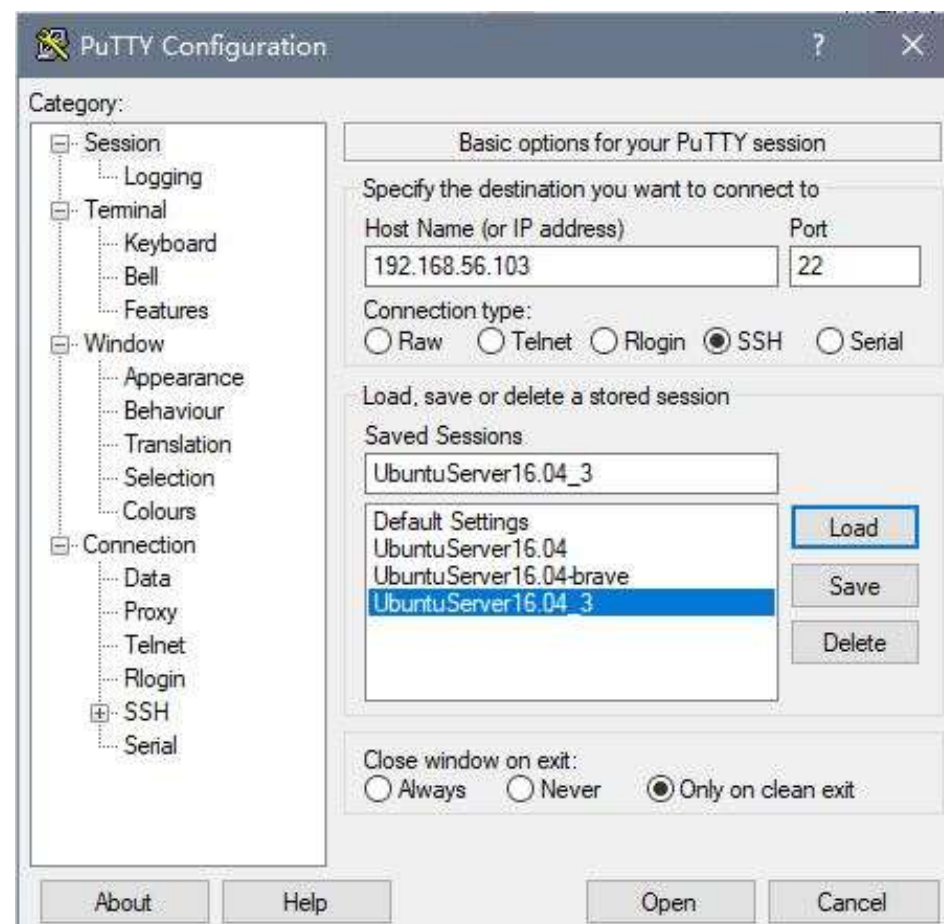 PuTTY Configuration
?
Category:
Session
Logging
Terminal
Keyboard
Bell
Features
Window
Appearance
Behaviour
Translation
Selection
Colours
Connection
Data
Proxy
Telnet
Rlogin
SSH
Serial
Basic options for your PuTTY session
Specify the destination you want to connect to
Host Name (or IP address) Port
192.168.56.103 22
Connection type:
Raw Telnet Rlogin SSH Serial
Load, save or delete a stored session
Saved Sessions
UbuntuServer16.04_3
Default Settings
UbuntuServer16.04
UbuntuServer16.04-brave
UbuntuServer16.04_3
Load
Save
Delete
Close window on exit:
Always Never Only on clean exit
About Help Open Cancel